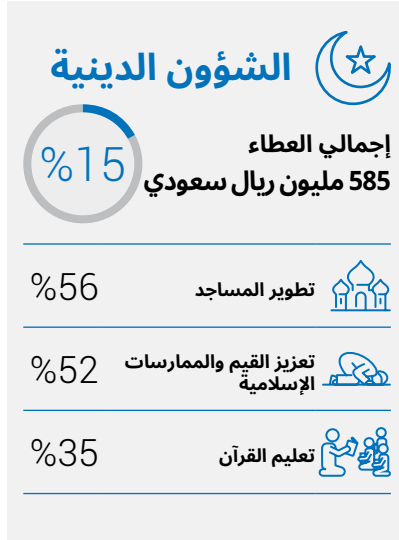 الشؤون الدينية
إجمالي العطاء
585 مليون ريال سعودي
%15
تطوير المساجد
%56
تعزيز القيم والممارسات
الإسلامية
%52
تعليم القرآن
%35